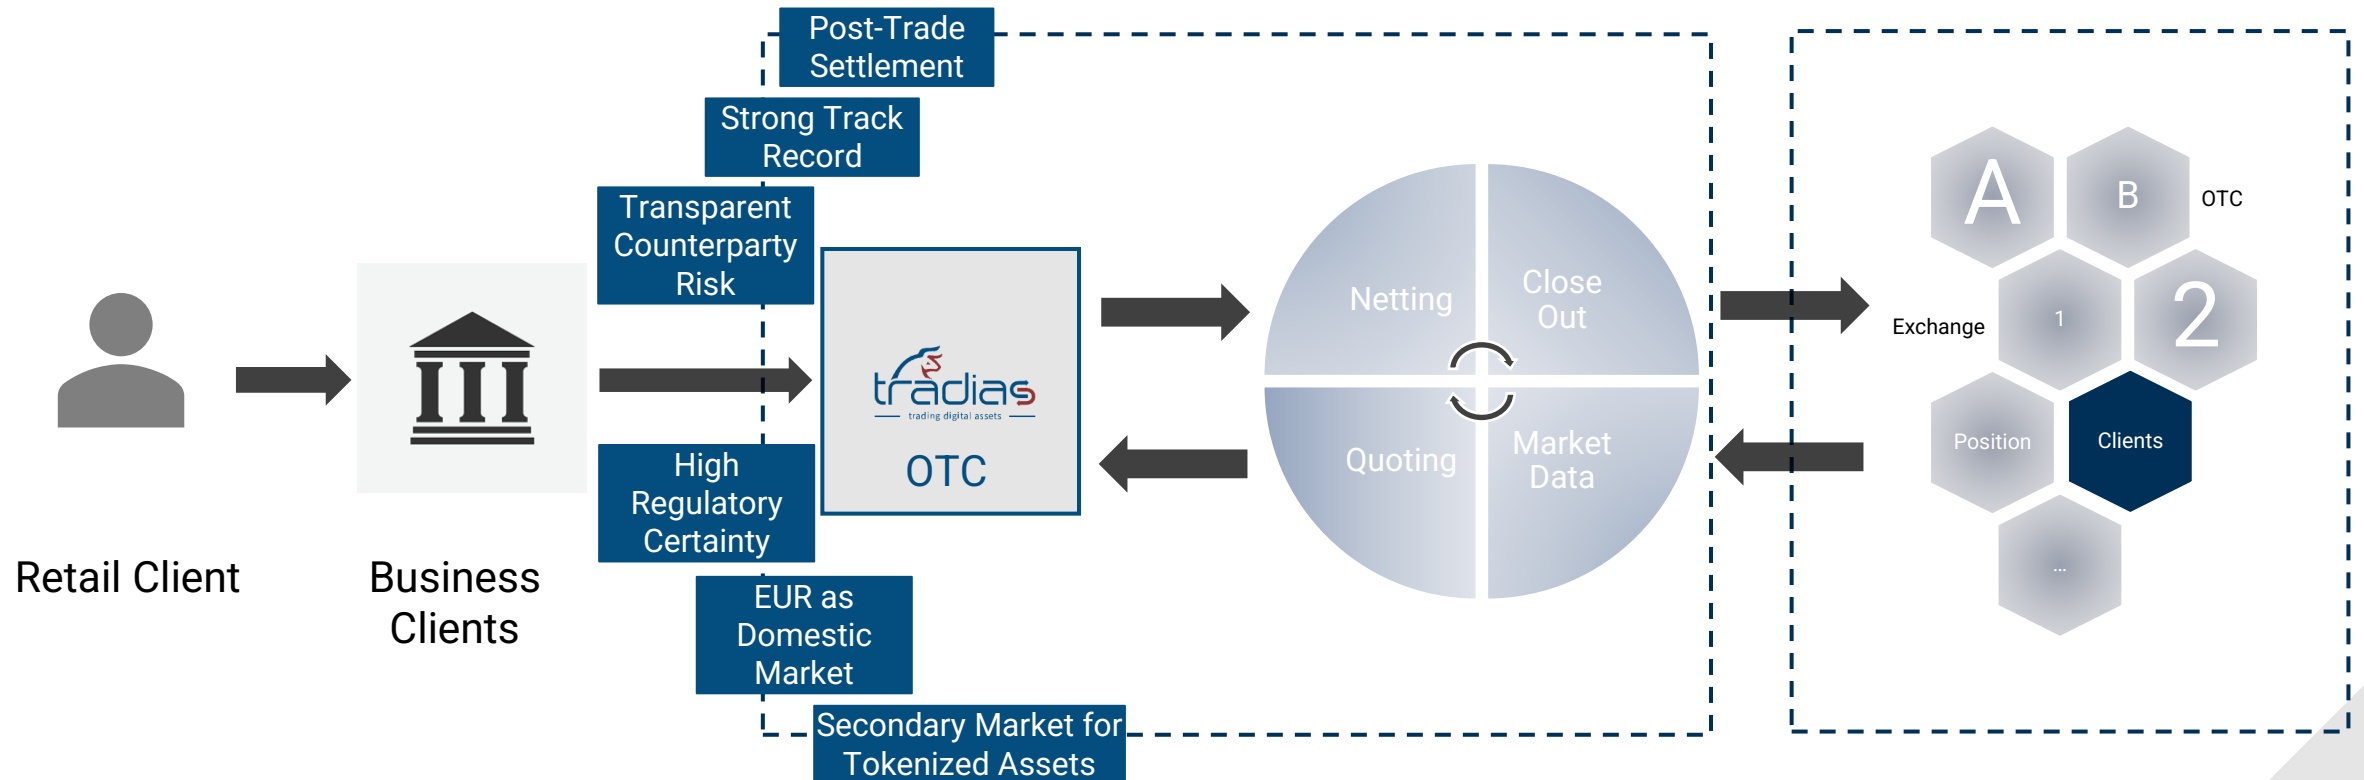 Post-Trade
Settlement
Strong Track
Record
Transparent
Counterparty
Risk
High
Regulatory
Certainty
EUR as
Domestic
Market
Secondary Market for
Tokenized Assets
Retail Client
Business
Clients
tradias
trading digital assets
OTC
Netting
Close
Out
Quoting
Market
Data
A
B
OTC
Exchange
1
2
Position
Clients
...